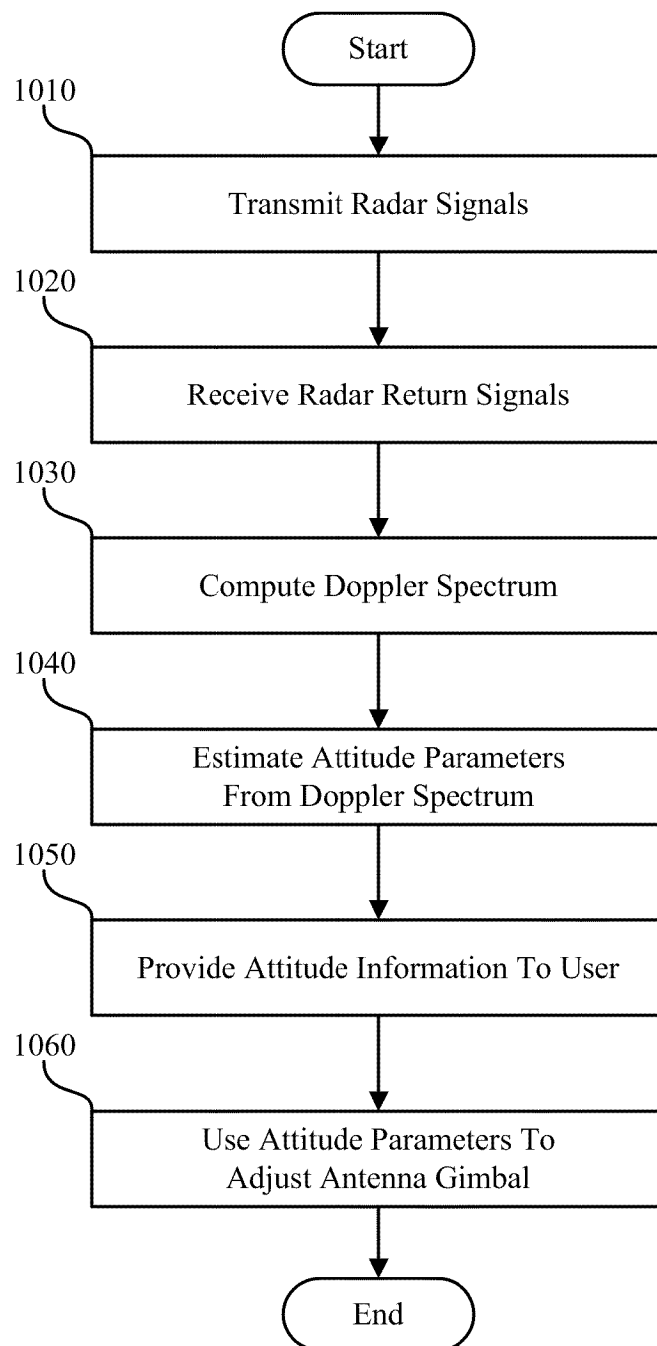 Start
1010
Transmit Radar Signals
1020
Receive Radar Return Signals
1030
Compute Doppler Spectrum
1040
Estimate Attitude Parameters
From Doppler Spectrum
1050
Provide Attitude Information To User
1060
Use Attitude Parameters To
Adjust Antenna Gimbal
End